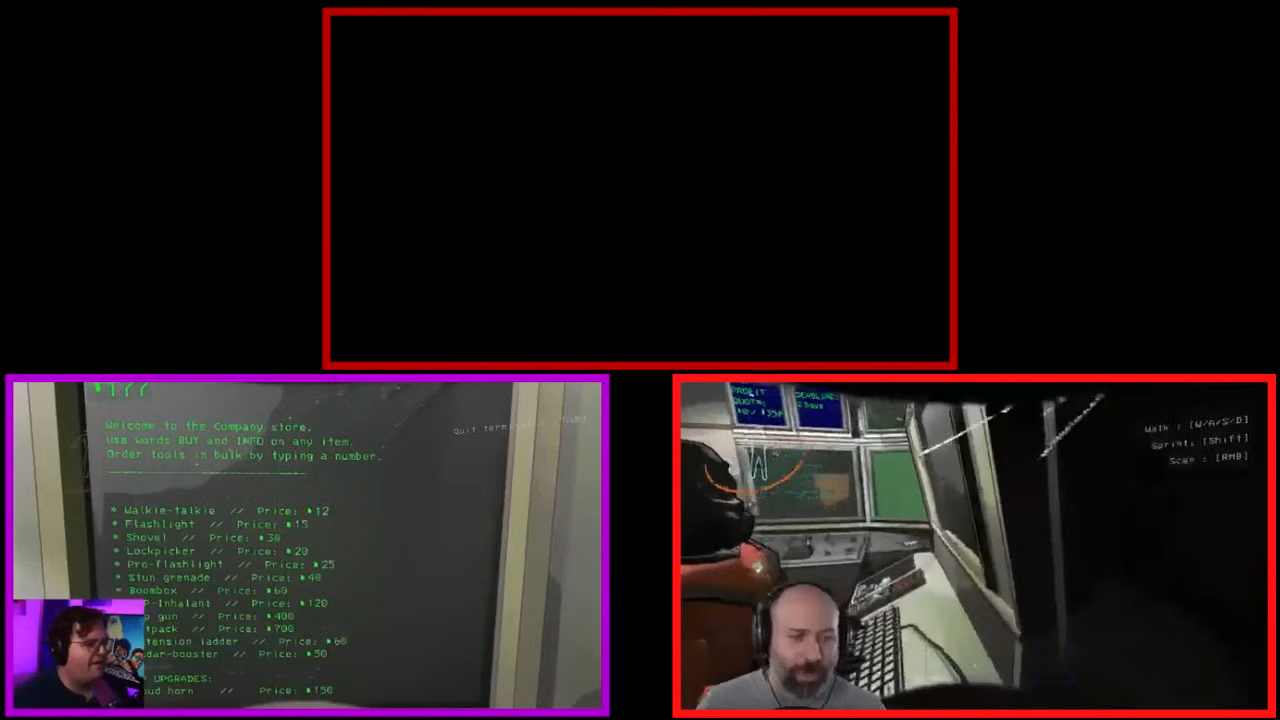 Welcome to the Company store.
Use words BUY and INFO on any item.
Order tools in bulk by typing a number.
* Walkie-talkie // Price: $12
* Flashlight // Price: $15
* Shovel // Price: $30
* Lockpicker // Price: $20
* Pro-flashlight // Price: $25
* Stun grenade // Price: $40
* Boombox // Price: $60
-Inhalant // Price: $120
gun // Price: $400
tpack // Price: $700
tension ladder // Price: $60
dar-booster // Price: $50
UPGRADES:
oud horn // Price: $150
PROFIT
QUOTA:
DEADLINE:
Walk : [W/A/S/D]
Sprint: [Shift]
Scan : [RMB]